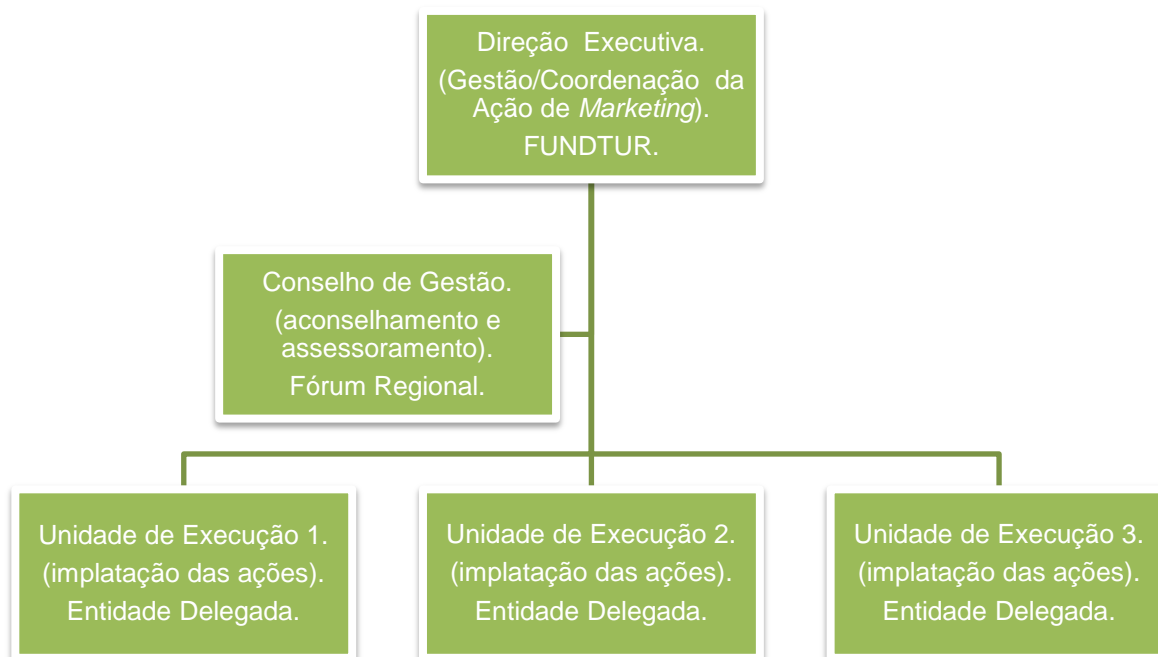 Direção Executiva.
(Gestão/Coordenação da
Ação de Marketing).
FUNDTUR.
Conselho de Gestão.
(aconselhamento e
assessoramento).
Fórum Regional.
Unidade de Execução 1.
(implatação das ações).
Entidade Delegada.
Unidade de Execução 2.
(implatação das ações).
Entidade Delegada.
Unidade de Execução 3.
(implatação das ações).
Entidade Delegada.